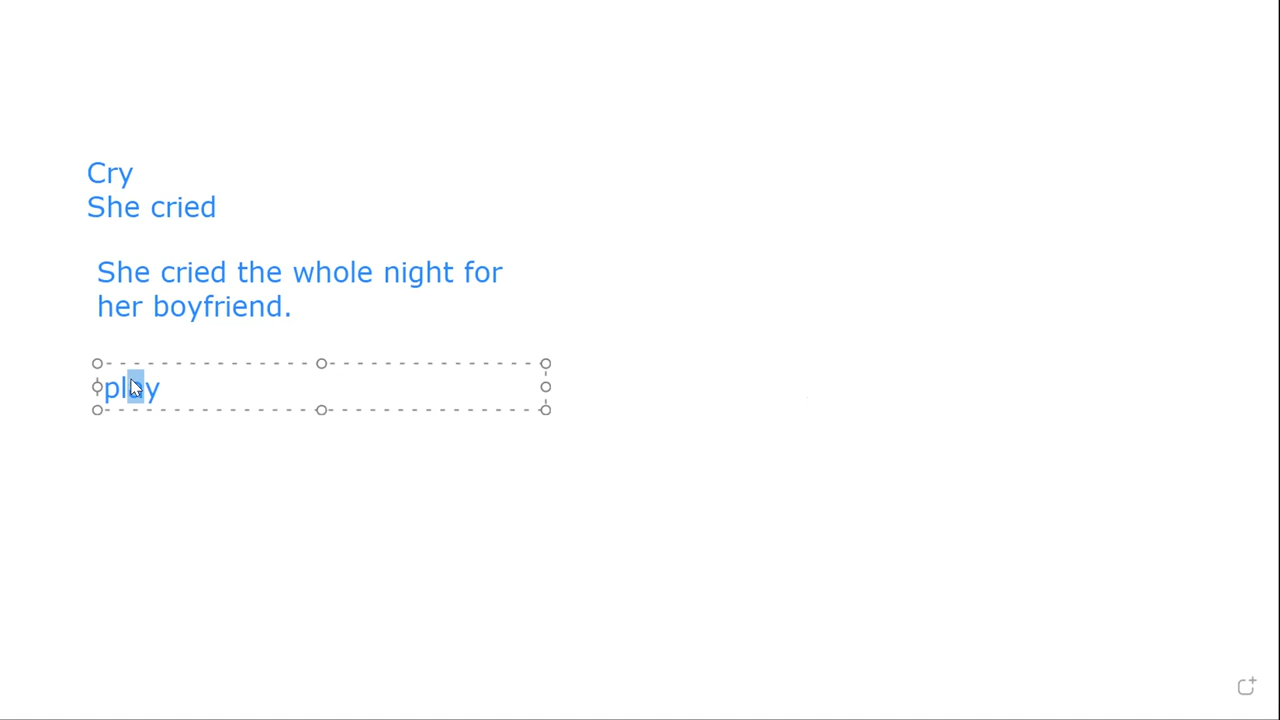 Cry
She cried
She cried the whole night for
her boyfriend.
play